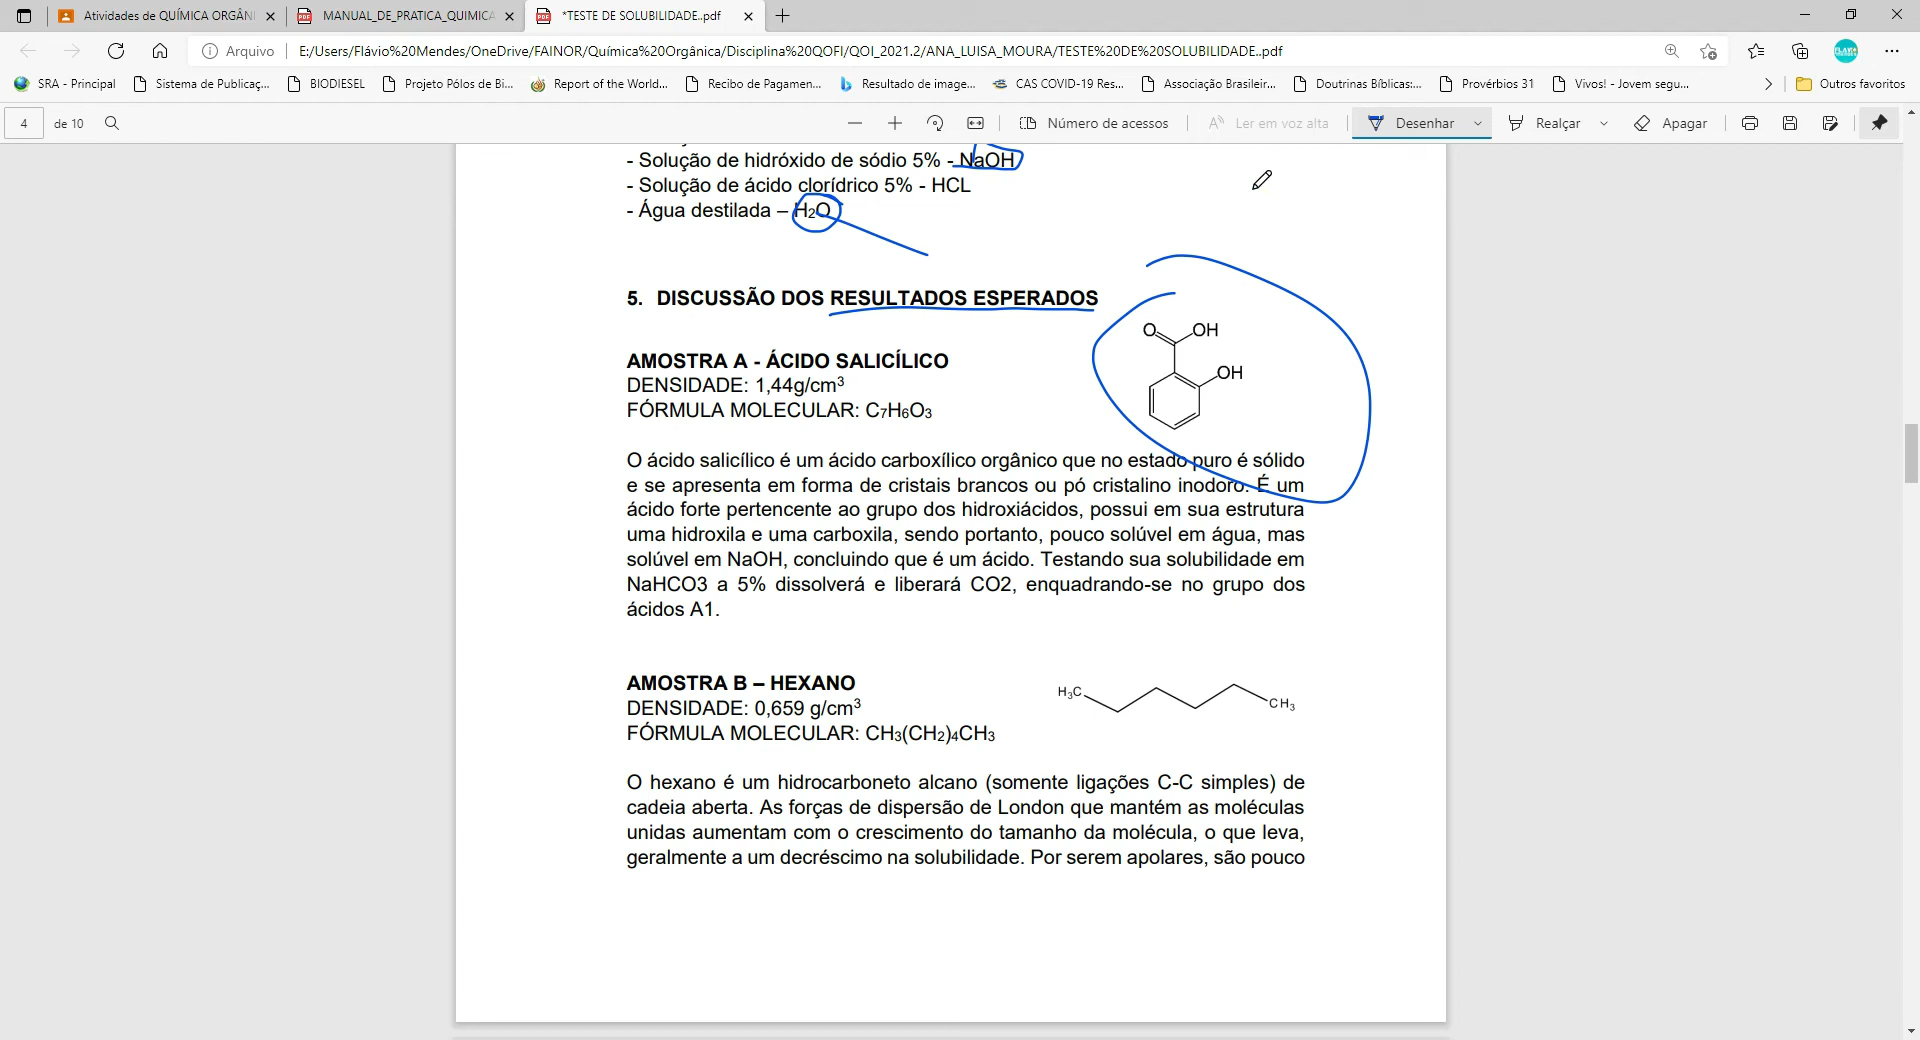 Atividades de QUÍMICA ORGÂNI
MANUAL_DE_PRATICA_QUIMICA
*TESTE DE SOLUBILIDADE..pdf
Arquivo
E:/Users/Flávio%20Mendes/OneDrive/FAINOR/Química%20Orgânica/Disciplina%20QOFI/QOI_2021.2/ANA_LUISA_MOURA/TESTE%20DE%20SOLUBILIDADE..pdf
SRA - Principal
Sistema de Publicaç...
BIODIESEL
Projeto Pólos de Bi...
Report of the World...
Recibo de Pagamen...
Resultado de image...
CAS COVID-19 Res...
Associação Brasileir...
Doutrinas Bíblicas:...
Provérbios 31
Vivos! - Jovem segu...
Outros favoritos
4 de 10
Número de acessos
Ler em voz alta
Desenhar
Realçar
Apagar
- Solução de hidróxido de sódio 5% - NaOH
- Solução de ácido clorídrico 5% - HCL
- Água destilada – H₂O
5. DISCUSSÃO DOS RESULTADOS ESPERADOS
O OH
OH
AMOSTRA A - ÁCIDO SALICÍLICO
DENSIDADE: 1,44g/cm³
FÓRMULA MOLECULAR: C₇H₆O₃
O ácido salicílico é um ácido carboxílico orgânico que no estado puro é sólido
e se apresenta em forma de cristais brancos ou pó cristalino inodoro. É um
ácido forte pertencente ao grupo dos hidroxiácidos, possui em sua estrutura
uma hidroxila e uma carboxila, sendo portanto, pouco solúvel em água, mas
solúvel em NaOH, concluindo que é um ácido. Testando sua solubilidade em
NaHCO3 a 5% dissolverá e liberará CO2, enquadrando-se no grupo dos
ácidos A1.
AMOSTRA B – HEXANO
H₃C CH₃
DENSIDADE: 0,659 g/cm³
FÓRMULA MOLECULAR: CH₃(CH₂)₄CH₃
O hexano é um hidrocarboneto alcano (somente ligações C-C simples) de
cadeia aberta. As forças de dispersão de London que mantém as moléculas
unidas aumentam com o crescimento do tamanho da molécula, o que leva,
geralmente a um decréscimo na solubilidade. Por serem apolares, são pouco